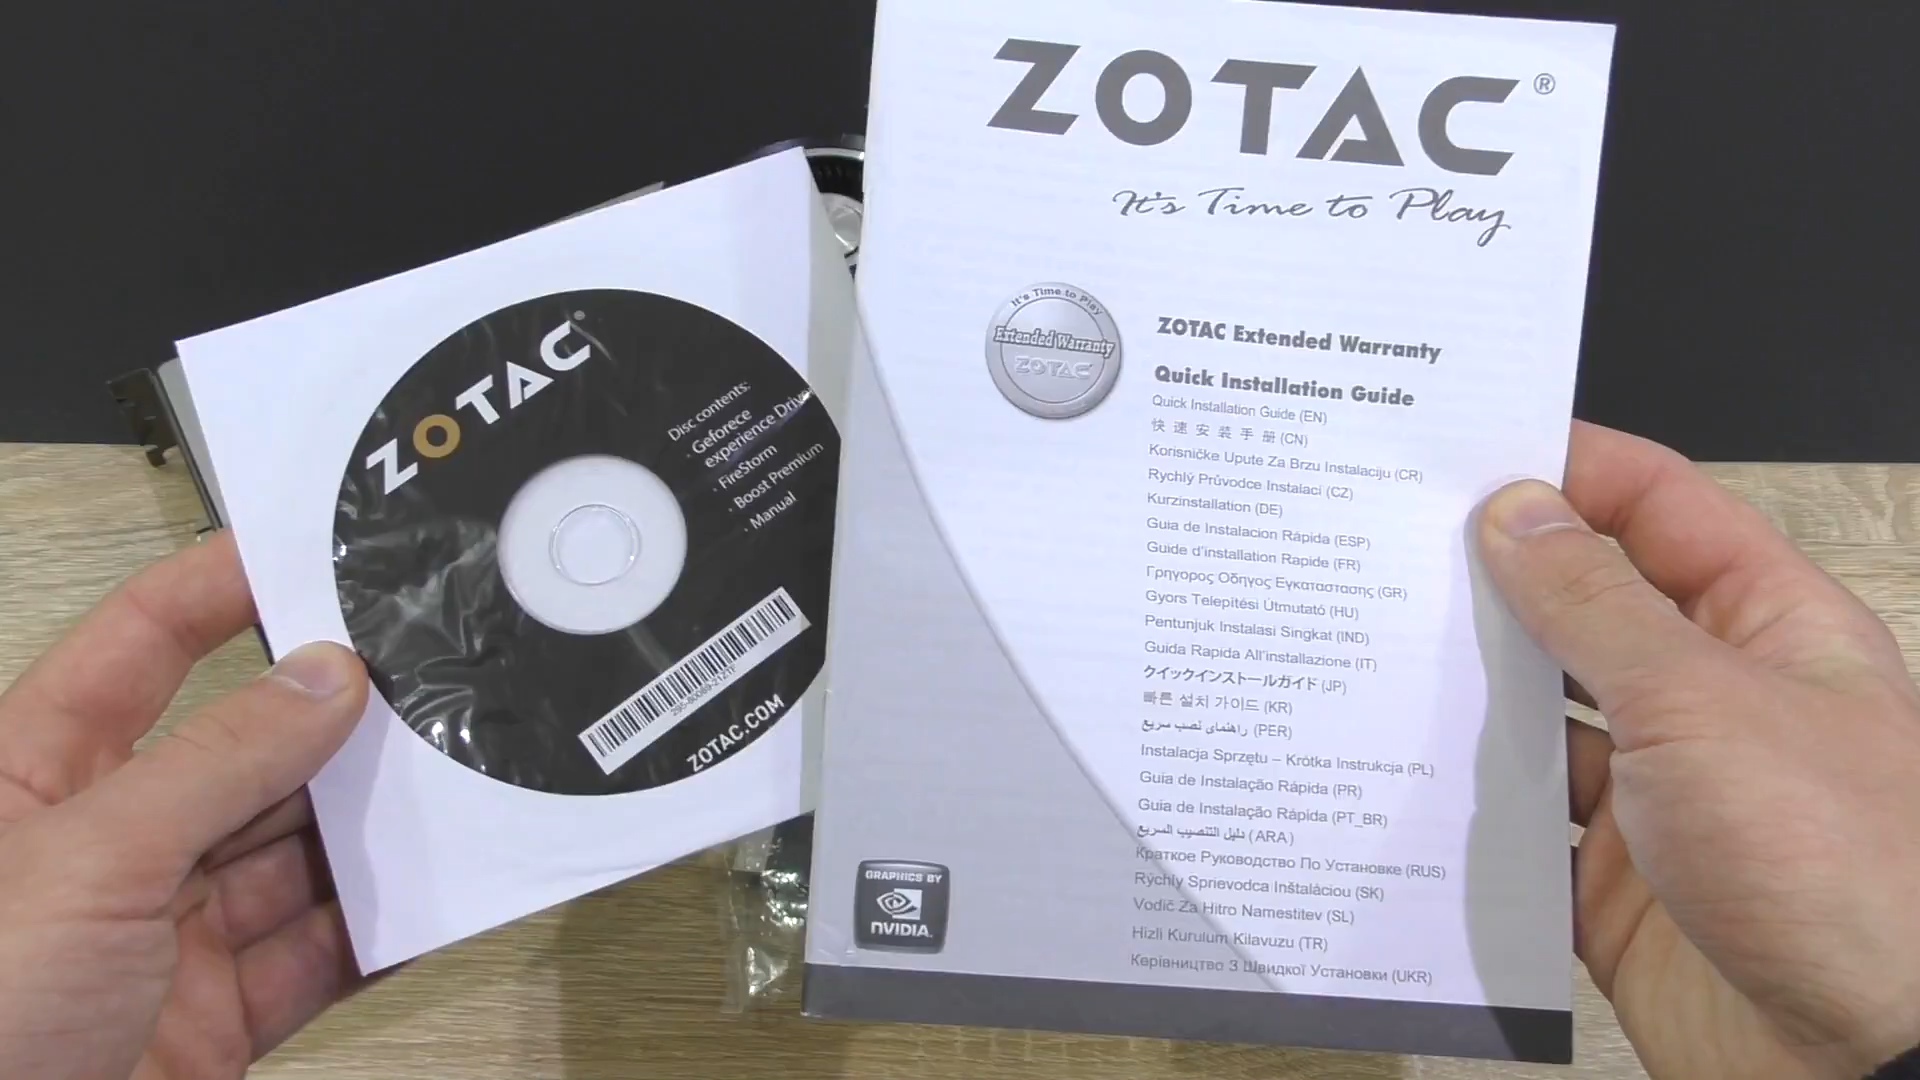 ZOTAC®
Disc contents:
· Geforece
experience Driver
· FireStorm
· Boost Premium
· Manual
ZOTAC.COM
ZOTAC®
It's Time to Play
It's Time to Play
Extended Warranty
ZOTAC
ZOTAC Extended Warranty
Quick Installation Guide
Quick Installation Guide (EN)
快 速 安 装 手 册 (CN)
Korisničke Upute Za Brzu Instalaciju (CR)
Rychlý Průvodce Instalaci (CZ)
Kurzinstallation (DE)
Guia de Instalacion Rápida (ESP)
Guide d'installation Rapide (FR)
Γρηγορος Οδηγος Εγκαταστασης (GR)
Gyors Telepítési Útmutató (HU)
Pentunjuk Instalasi Singkat (IND)
Guida Rapida All'installazione (IT)
クイックインストールガイド (JP)
빠른 설치 가이드 (KR)
راهنمای نصب سریع (PER)
Instalacja Sprzętu – Krótka Instrukcja (PL)
Guia de Instalação Rápida (PR)
Guia de Instalação Rápida (PT_BR)
دليل التنصيب السريع (ARA)
Краткое Руководство По Установке (RUS)
Rýchly Sprievodca Inštaláciou (SK)
Vodič Za Hitro Namestitev (SL)
Hizli Kurulum Kilavuzu (TR)
Керівництво З Швидкої Установки (UKR)
GRAPHICS BY
NVIDIA